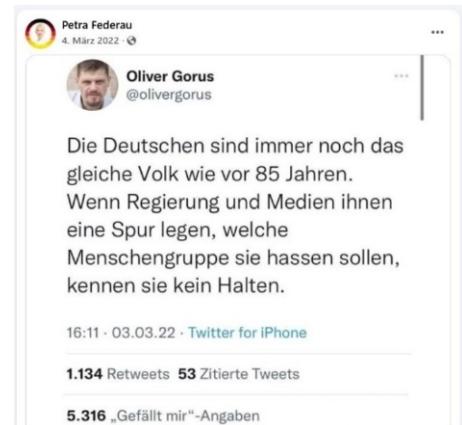 Petra Federau
4. März 2022 ·
Oliver Gorus
@olivergorus
Die Deutschen sind immer noch das
gleiche Volk wie vor 85 Jahren.
Wenn Regierung und Medien ihnen
eine Spur legen, welche
Menschengruppe sie hassen sollen,
kennen sie kein Halten.
16:11 · 03.03.22 · Twitter for iPhone
1.134 Retweets 53 Zitierte Tweets
5.316 „Gefällt mir“-Angaben